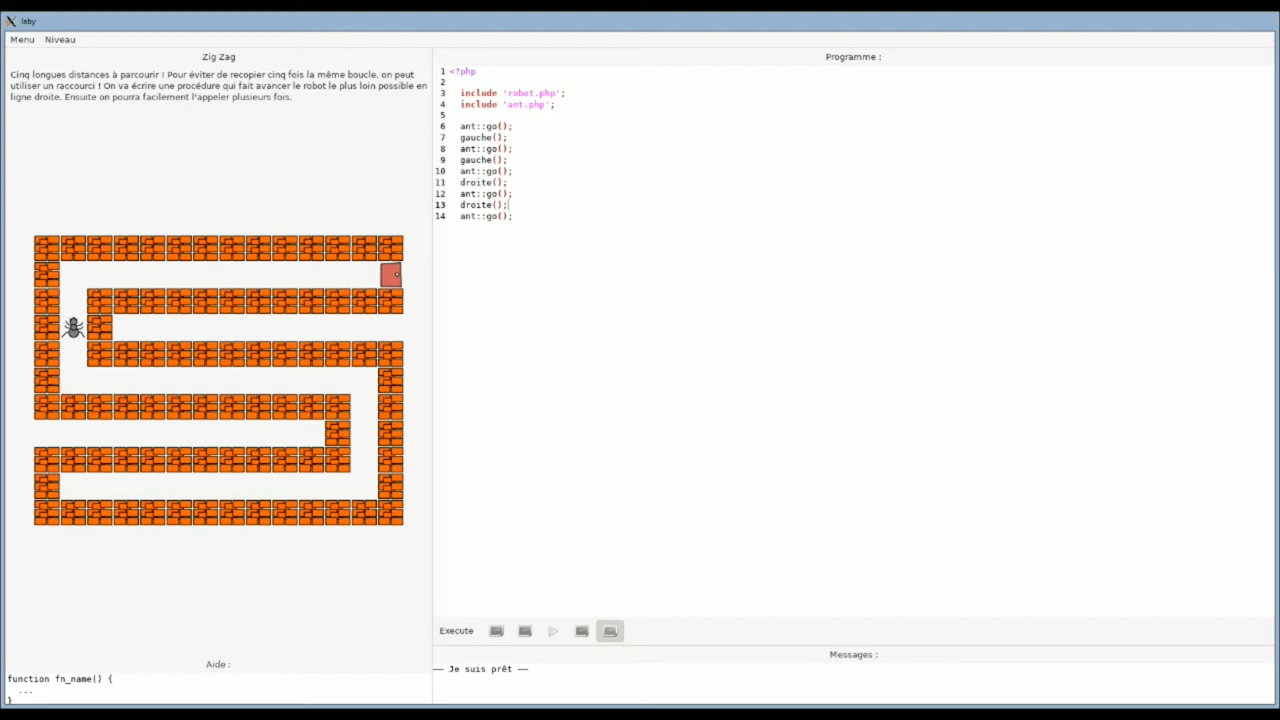 laby
Menu Niveau
Zig Zag
Cinq longues distances à parcourir ! Pour éviter de recopier cinq fois la même boucle, on peut
utiliser un raccourci ! On va écrire une procédure qui fait avancer le robot le plus loin possible en
ligne droite. Ensuite on pourra facilement l'appeler plusieurs fois.
Aide :
function fn_name() {
...
}
Programme :
1 <?php
2
3 include 'robot.php';
4 include 'ant.php';
5
6 ant::go();
7 gauche();
8 ant::go();
9 gauche();
10 ant::go();
11 droite();
12 ant::go();
13 droite();
14 ant::go();
Execute
Messages :
—— Je suis prêt ——